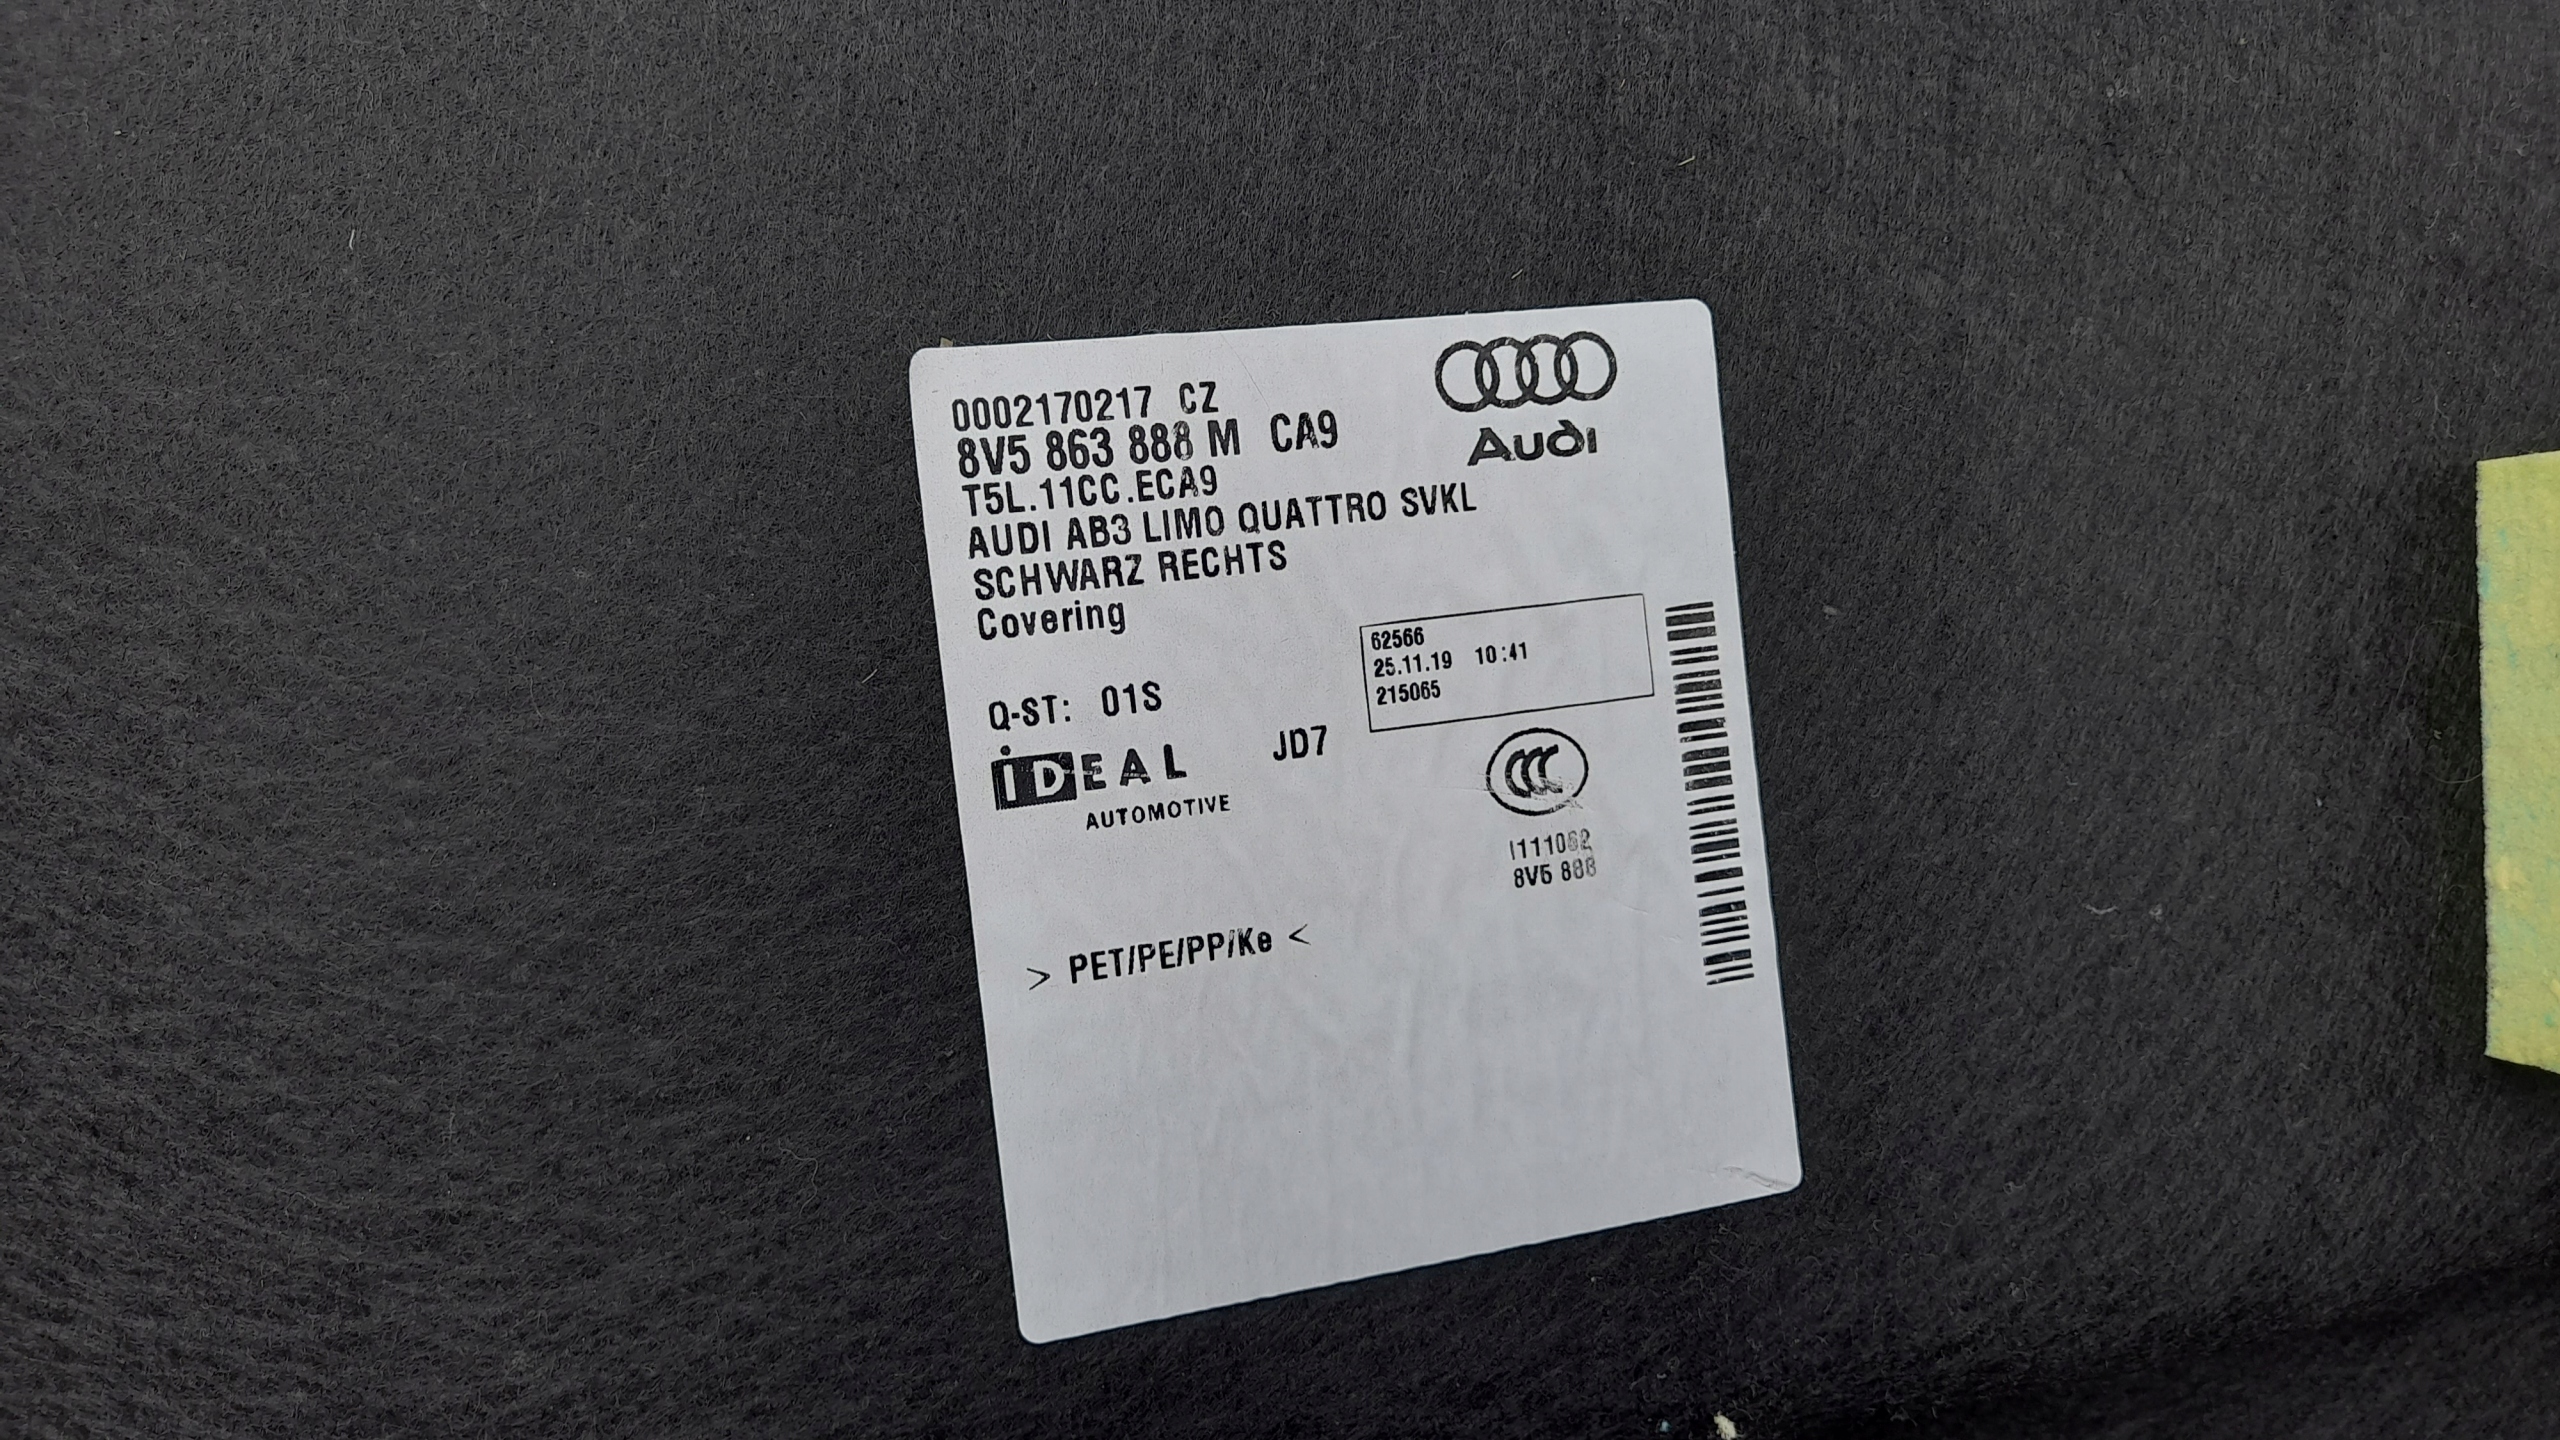 0002170217 CZ
8V5 863 888 M CA9
T5L.11CC.ECA9
AUDI AB3 LIMO QUATTRO SVKL
SCHWARZ RECHTS
Covering
Audi
62566
25.11.19 10:41
215065
Q-ST: 01S
iDEAL
AUTOMOTIVE
JD7
CCC
8V5 888
> PET/PE/PP/Ke <